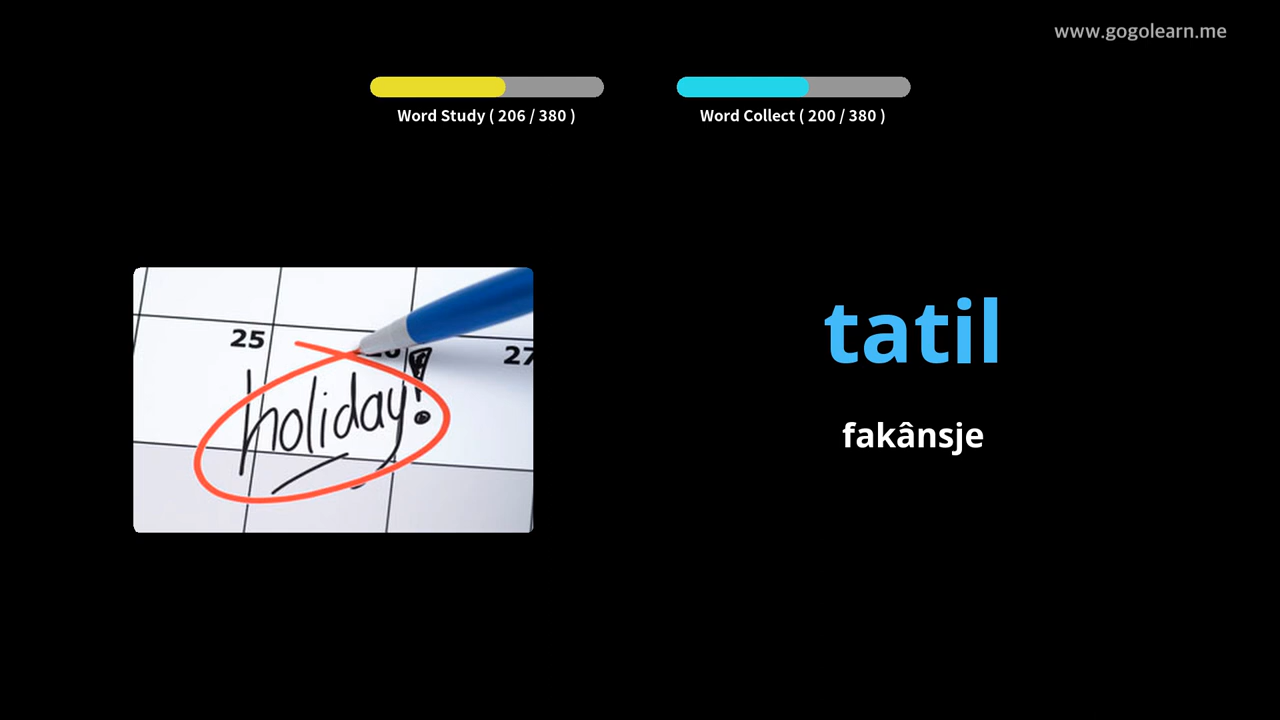 www.gogolearn.me
Word Study ( 206 / 380 )
Word Collect ( 200 / 380 )
25
27
holiday!
tatil
fakânsje